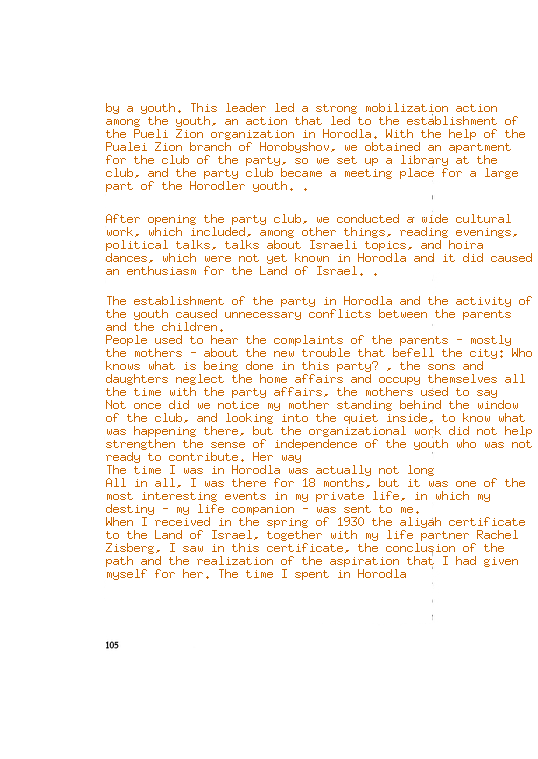 by a youth. This leader led a strong mobilization action
among the youth, an action that led to the establishment of
the Pueli Zion organization in Horodla. With the help of the
Pualei Zion branch of Horobyshov, we obtained an apartment
for the club of the party, so we set up a library at the
club, and the party club became a meeting place for a large
part of the Horodler youth. .
After opening the party club, we conducted a wide cultural
work, which included, among other things, reading evenings,
political talks, talks about Israeli topics, and hoira
dances, which were not yet known in Horodla and it did caused
an enthusiasm for the Land of Israel. .
The establishment of the party in Horodla and the activity of
the youth caused unnecessary conflicts between the parents
and the children.
People used to hear the complaints of the parents - mostly
the mothers - about the new trouble that befell the city: Who
knows what is being done in this party? , the sons and
daughters neglect the home affairs and occupy themselves all
the time with the party affairs, the mothers used to say
Not once did we notice my mother standing behind the window
of the club, and looking into the quiet inside, to know what
was happening there, but the organizational work did not help
strengthen the sense of independence of the youth who was not
ready to contribute. Her way
The time I was in Horodla was actually not long
All in all, I was there for 18 months, but it was one of the
most interesting events in my private life, in which my
destiny - my life companion - was sent to me.
When I received in the spring of 1930 the aliyah certificate
to the Land of Israel, together with my life partner Rachel
Zisberg, I saw in this certificate, the conclusion of the
path and the realization of the aspiration that I had given
myself for her. The time I spent in Horodla
105